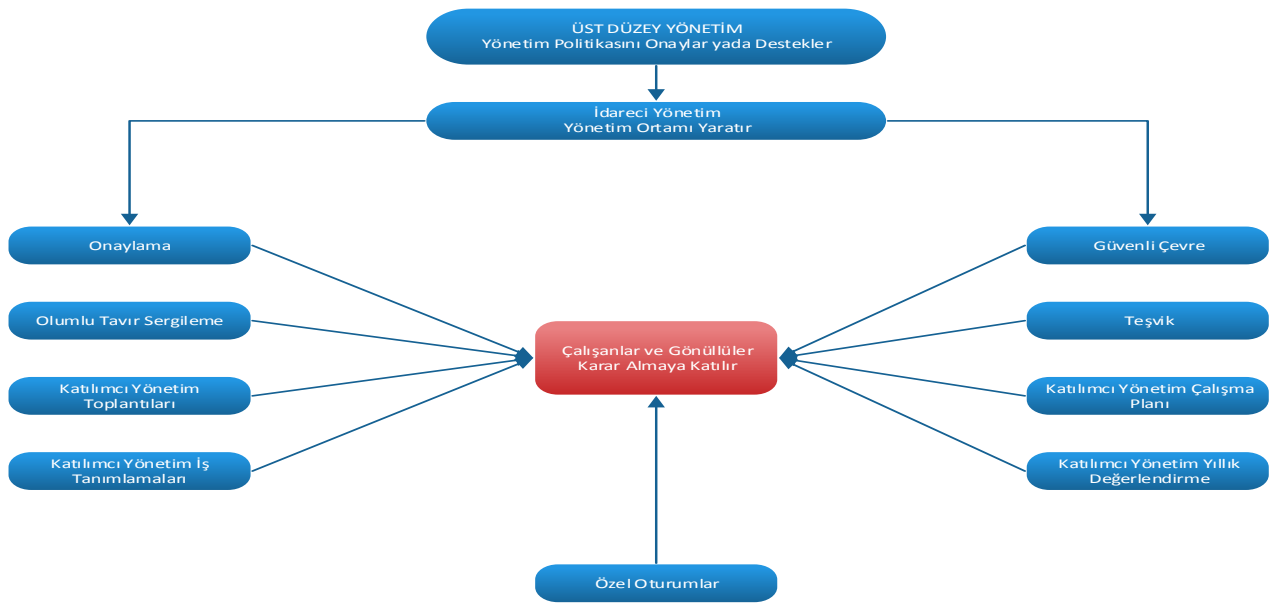 ÜST DÜZEY YÖNETİM
Yönetim Politikasını Onaylar yada Destekler
İdareci Yönetim
Yönetim Ortamı Yaratır
Onaylama
Güvenli Çevre
Olumlu Tavır Sergileme
Teşvik
Çalışanlar ve Gönüllüler
Karar Almaya Katılır
Katılımcı Yönetim
Toplantıları
Katılımcı Yönetim Çalışma
Planı
Katılımcı Yönetim İş
Tanımlamaları
Katılımcı Yönetim Yıllık
Değerlendirme
Özel Oturumlar